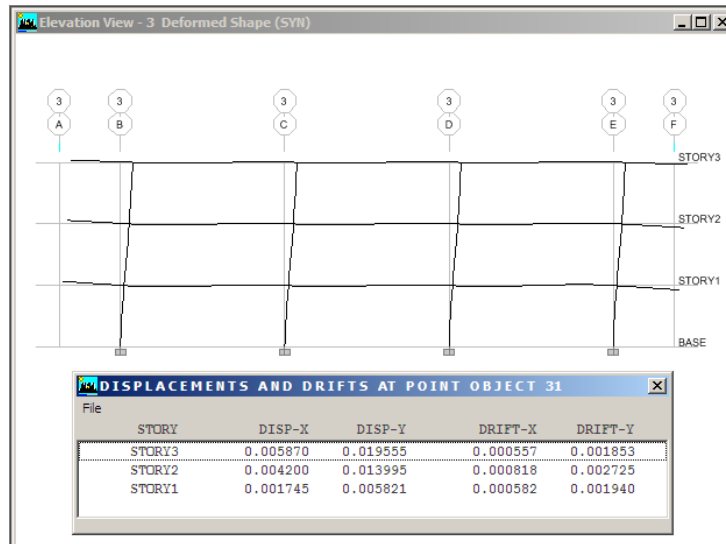 Elevation View - 3 Deformed Shape (SYN)
3 3 3 3 3 3
A B C D E F
STORY3
STORY2
STORY1
BASE
DISPLACEMENTS AND DRIFTS AT POINT OBJECT 31
File
STORY DISP-X DISP-Y DRIFT-X DRIFT-Y
STORY3 0.005870 0.019555 0.000557 0.001853
STORY2 0.004200 0.013995 0.000818 0.002725
STORY1 0.001745 0.005821 0.000582 0.001940